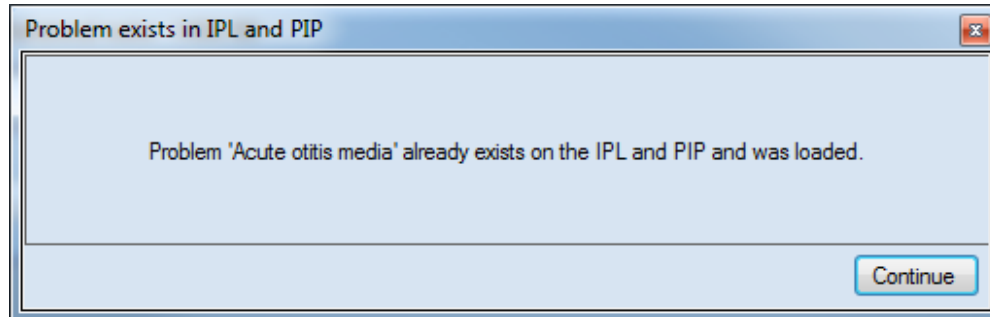 Problem exists in IPL and PIP
Problem 'Acute otitis media' already exists on the IPL and PIP and was loaded.
Continue